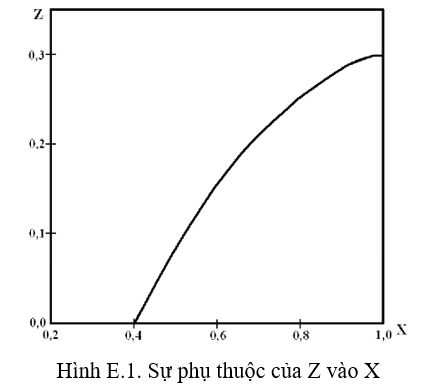 Z
0,3
0,2
0,1
0,0
0,2 0,4 0,6 0,8 1,0 X
Hình E.1. Sự phụ thuộc của Z vào X